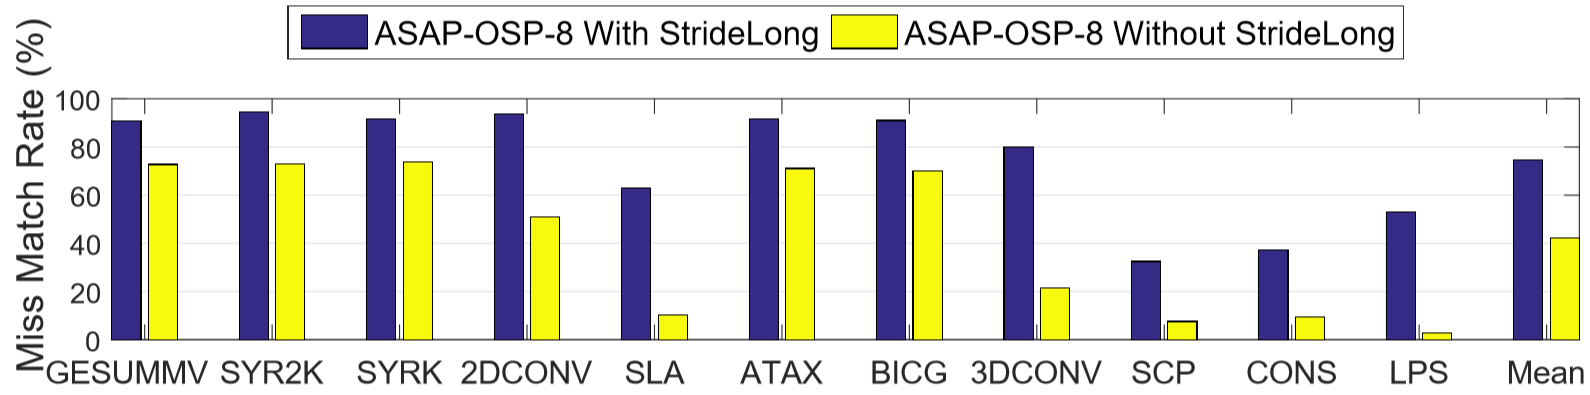 ASAP-OSP-8 With StrideLong ASAP-OSP-8 Without StrideLong
Miss Match Rate (%)
100
80
60
40
20
0
GESUMMV SYR2K SYRK 2DCONV SLA ATAX BICG 3DCONV SCP CONS LPS Mean